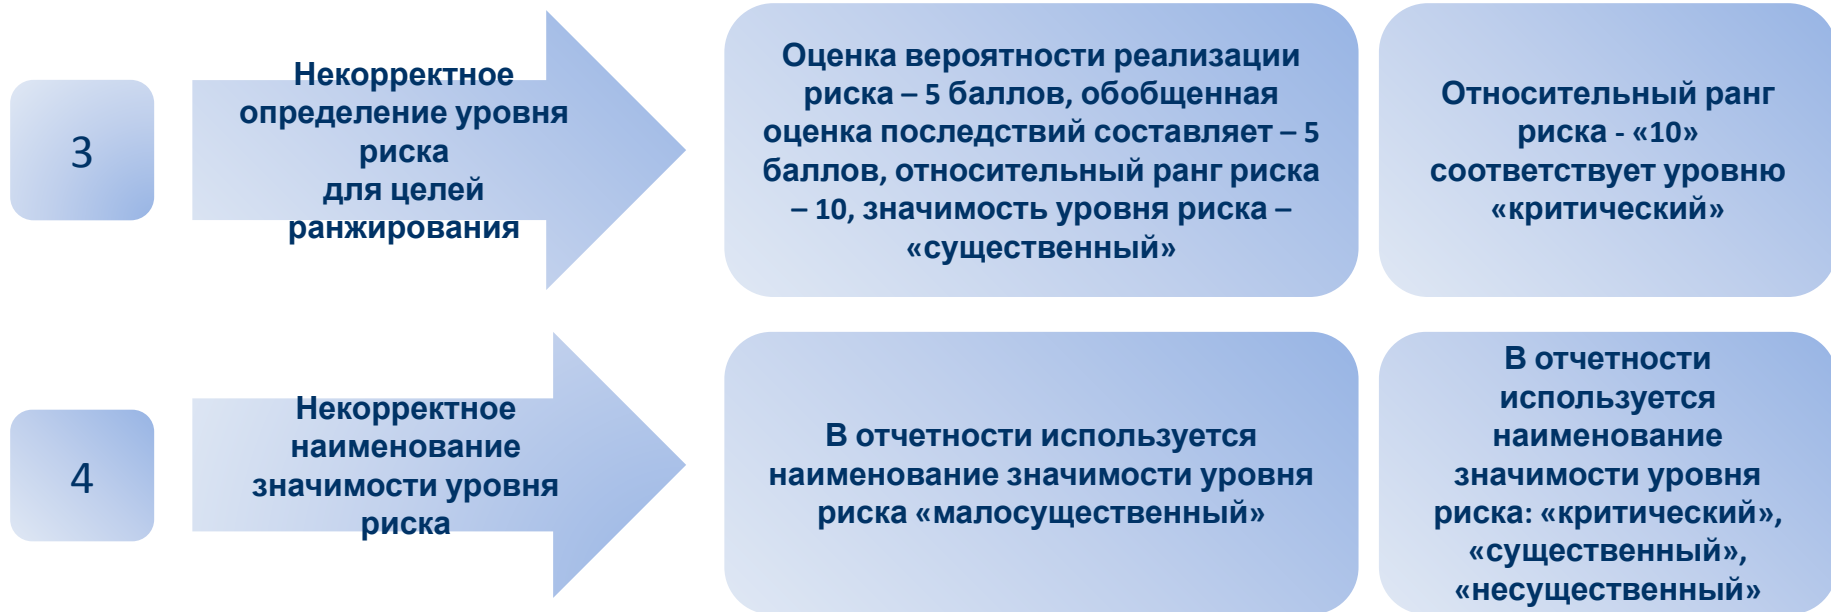 3
Некорректное
определение уровня
риска
для целей
ранжирования
Оценка вероятности реализации
риска – 5 баллов, обобщенная
оценка последствий составляет – 5
баллов, относительный ранг риска
– 10, значимость уровня риска –
«существенный»
Относительный ранг
риска - «10»
соответствует уровню
«критический»
4
Некорректное
наименование
значимости уровня
риска
В отчетности используется
наименование значимости уровня
риска «малосущественный»
В отчетности
используется
наименование
значимости уровня
риска: «критический»,
«существенный»,
«несущественный»